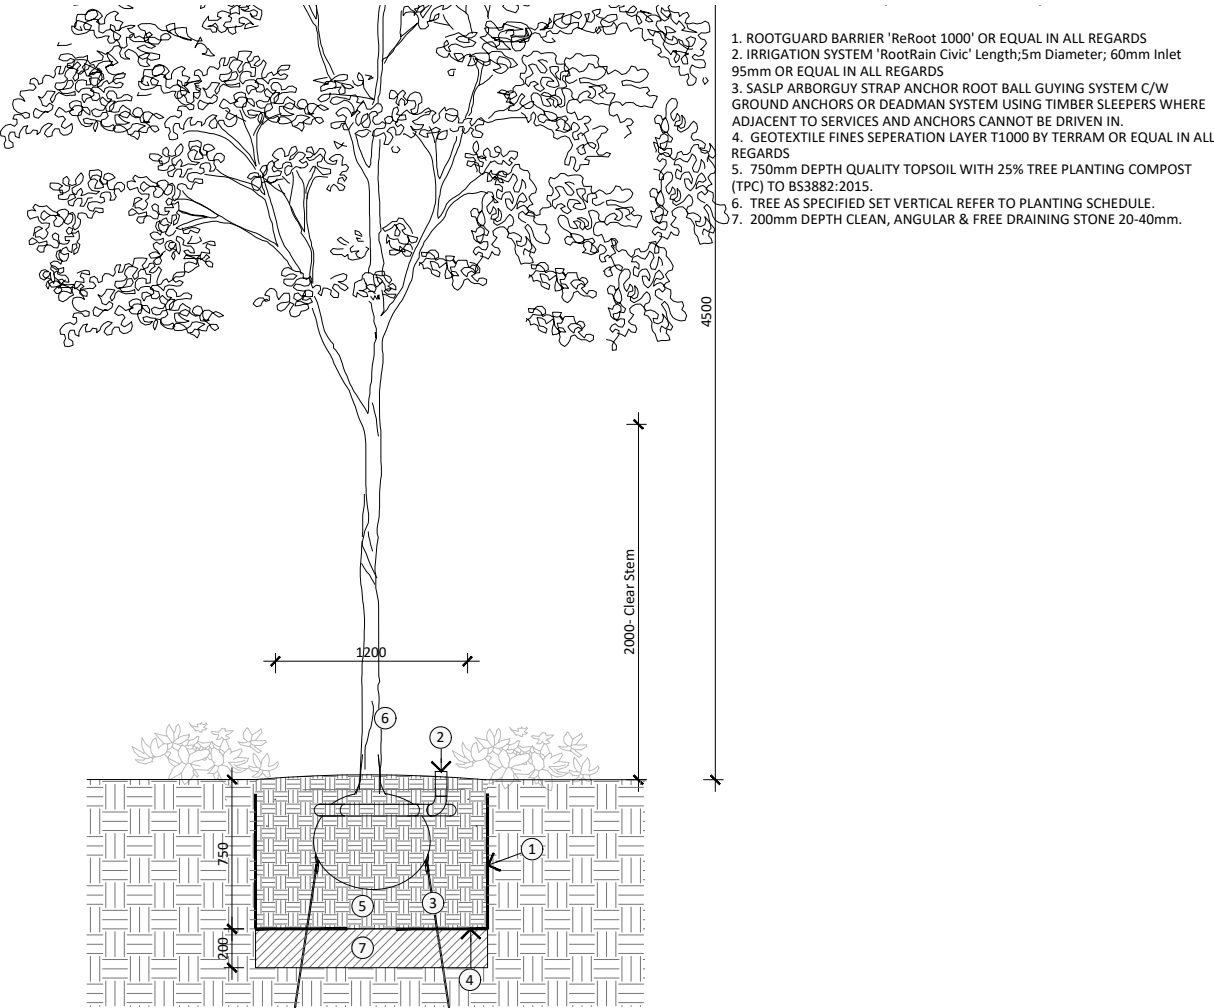 1. ROOTGUARD BARRIER 'ReRoot 1000' OR EQUAL IN ALL REGARDS
2. IRRIGATION SYSTEM 'RootRain Civic' Length;5m Diameter; 60mm Inlet
95mm OR EQUAL IN ALL REGARDS
3. SASLP ARBORGUY STRAP ANCHOR ROOT BALL GUYING SYSTEM C/W
GROUND ANCHORS OR DEADMAN SYSTEM USING TIMBER SLEEPERS WHERE
ADJACENT TO SERVICES AND ANCHORS CANNOT BE DRIVEN IN.
4. GEOTEXTILE FINES SEPERATION LAYER T1000 BY TERRAM OR EQUAL IN ALL
REGARDS
5. 750mm DEPTH QUALITY TOPSOIL WITH 25% TREE PLANTING COMPOST
(TPC) TO BS3882:2015.
6. TREE AS SPECIFIED SET VERTICAL REFER TO PLANTING SCHEDULE.
7. 200mm DEPTH CLEAN, ANGULAR & FREE DRAINING STONE 20-40mm.
4500
2000- Clear Stem
1200
6
2
1
750
5
3
200
7
4